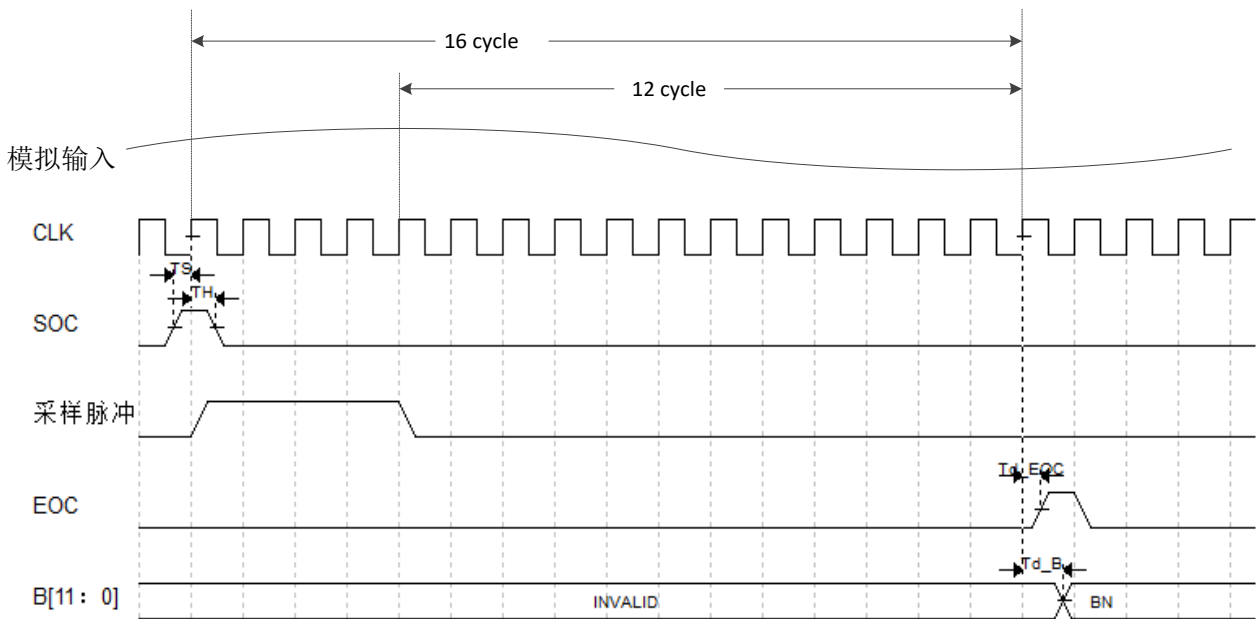 16 cycle
12 cycle
模拟输入
CLK
TS
TH
SOC
采样脉冲
Td_EOC
EOC
Td_B
B[11：0]
INVALID
BN